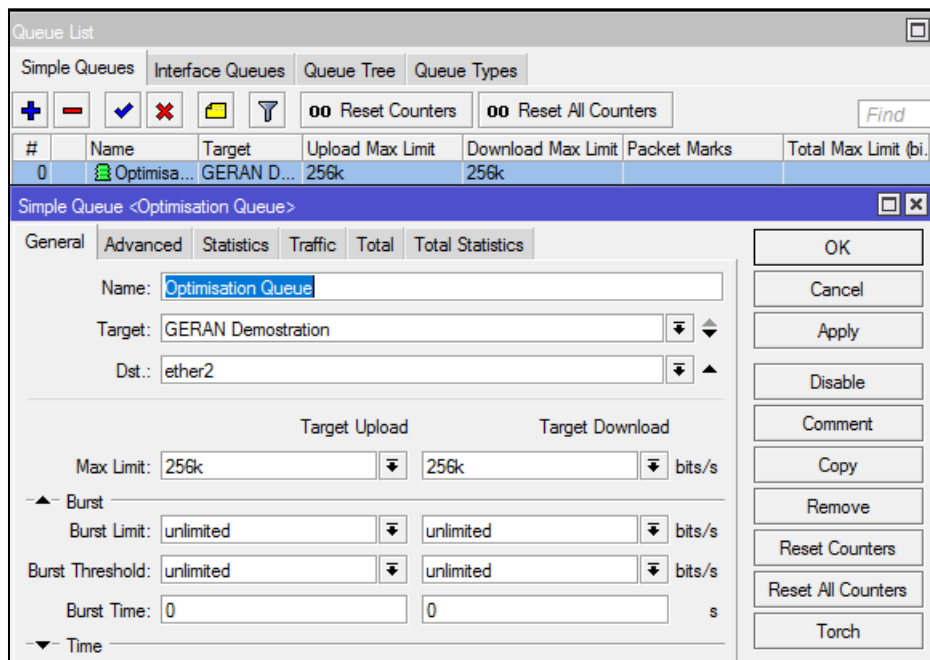 Queue List
Simple Queues Interface Queues Queue Tree Queue Types
00 Reset Counters 00 Reset All Counters Find
# Name Target Upload Max Limit Download Max Limit Packet Marks Total Max Limit (bi...
0 Optimisa... GERAN D... 256k 256k
Simple Queue <Optimisation Queue>
General Advanced Statistics Traffic Total Total Statistics
OK
Name: Optimisation Queue
Cancel
Target: GERAN Demostration
Apply
Dst.: ether2
Disable
Target Upload Target Download
Comment
Max Limit: 256k 256k bits/s
Copy
Burst
Remove
Burst Limit: unlimited unlimited bits/s
Reset Counters
Burst Threshold: unlimited unlimited bits/s
Reset All Counters
Burst Time: 0 0 s
Torch
Time